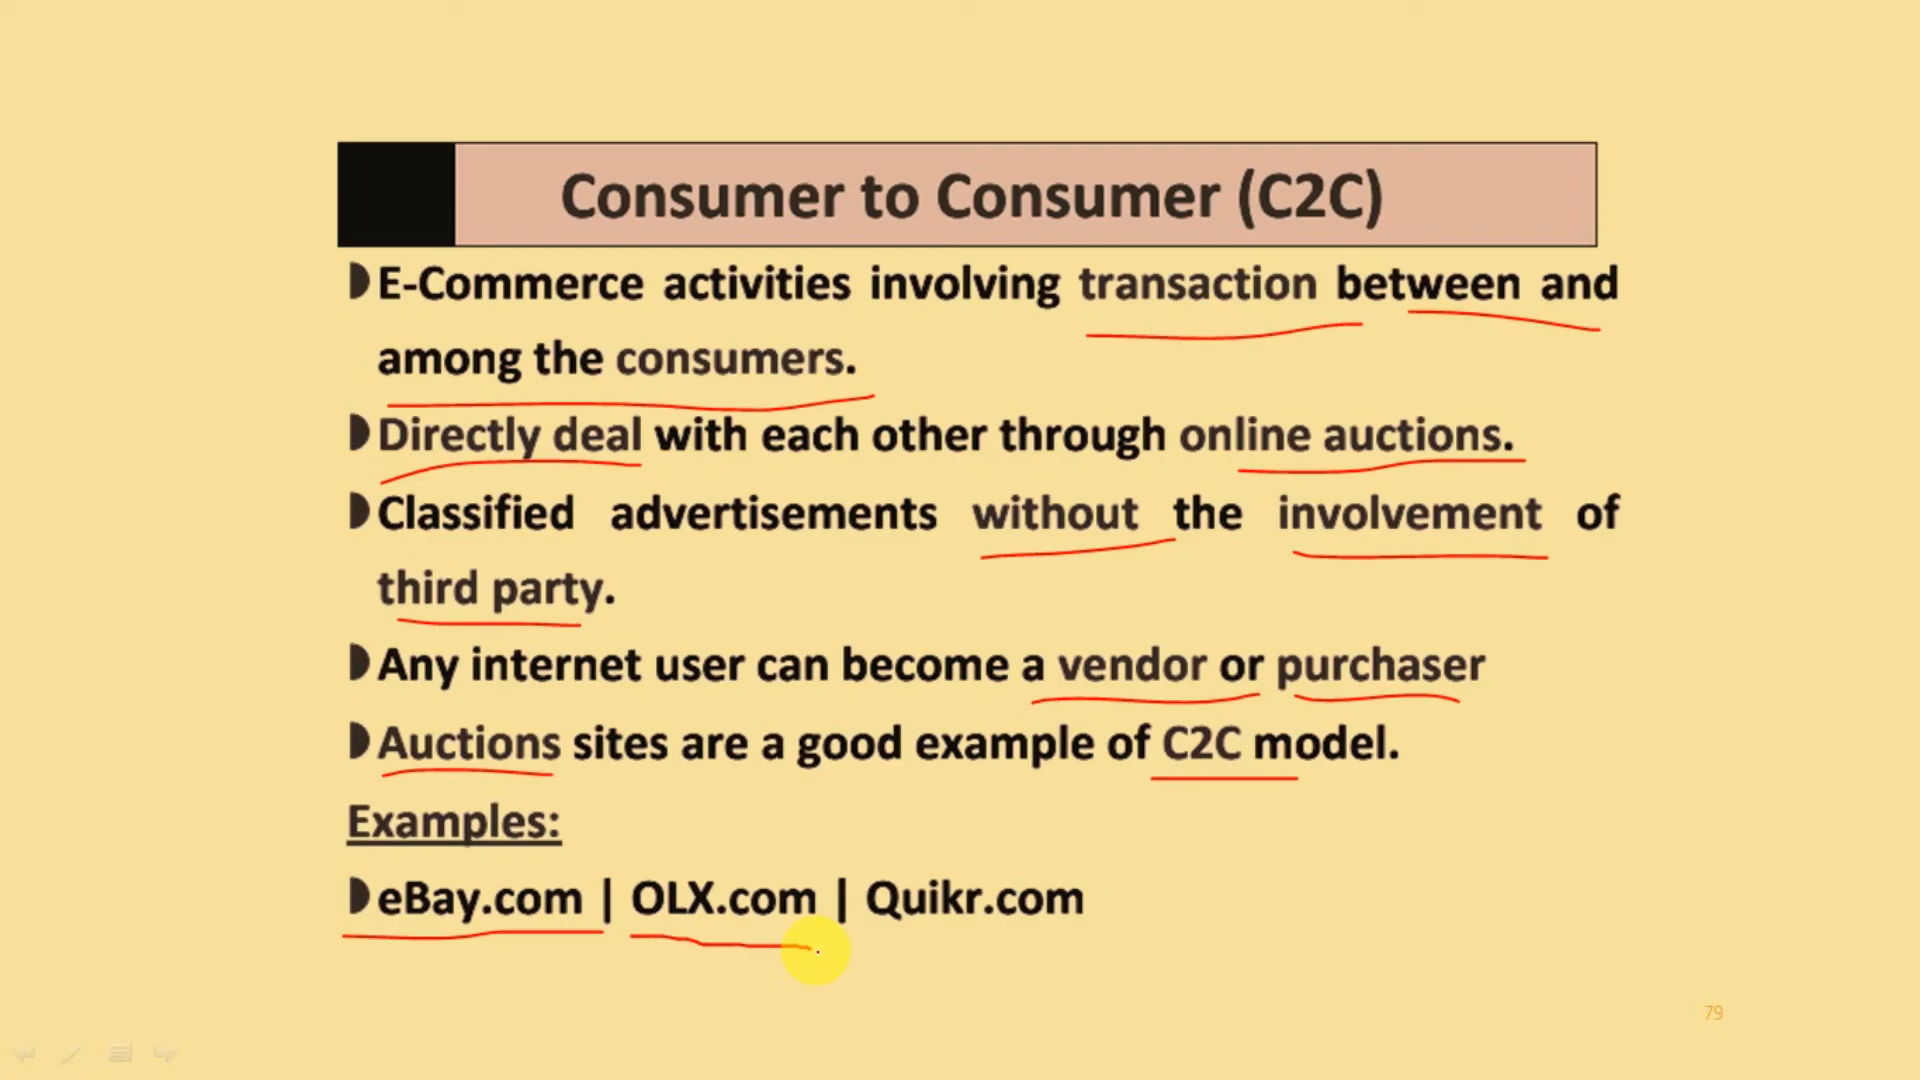 Consumer to Consumer (C2C)
E-Commerce activities involving transaction between and
among the consumers.
Directly deal with each other through online auctions.
Classified advertisements without the involvement of
third party.
Any internet user can become a vendor or purchaser
Auctions sites are a good example of C2C model.
Examples:
eBay.com | OLX.com | Quikr.com
79